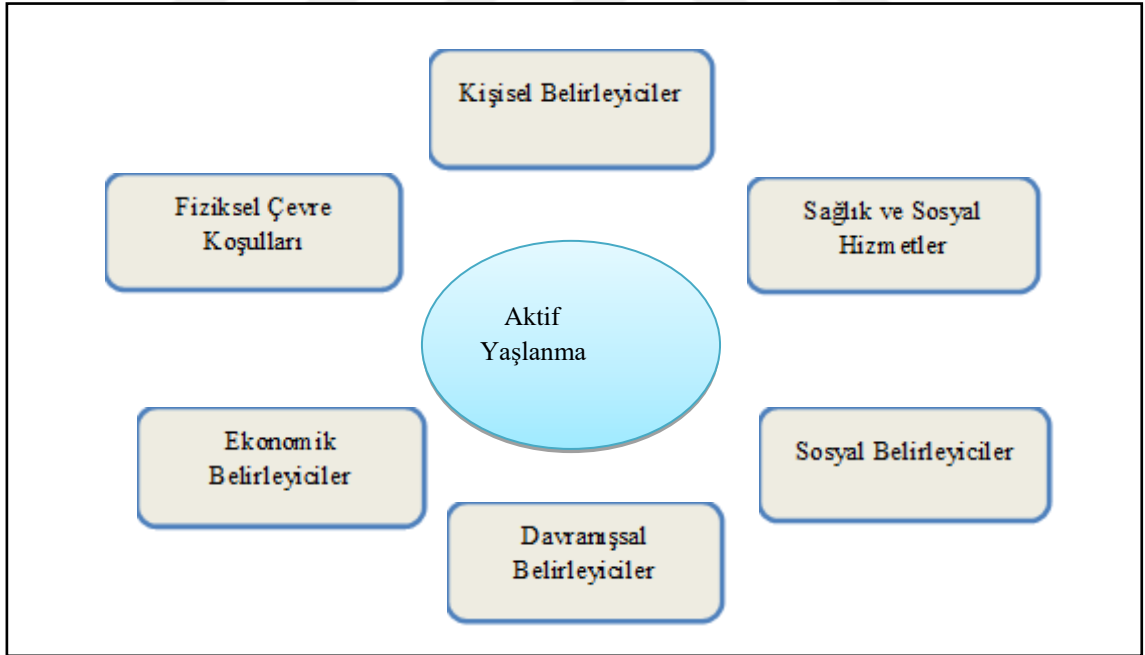 Kişisel Belirleyiciler
Fiziksel Çevre
Koşulları
Sağlık ve Sosyal
Hizmetler
Aktif
Yaşlanma
Ekonomik
Belirleyiciler
Sosyal Belirleyiciler
Davranışsal
Belirleyiciler